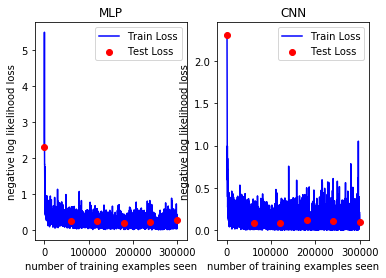 MLP
CNN
Train Loss
Test Loss
Train Loss
Test Loss
negative log likelihood loss
5
4
3
2
1
0
negative log likelihood loss
2.0
1.5
1.0
0.5
0.0
0 100000 200000 300000
0 100000 200000 300000
number of training examples seen
number of training examples seen